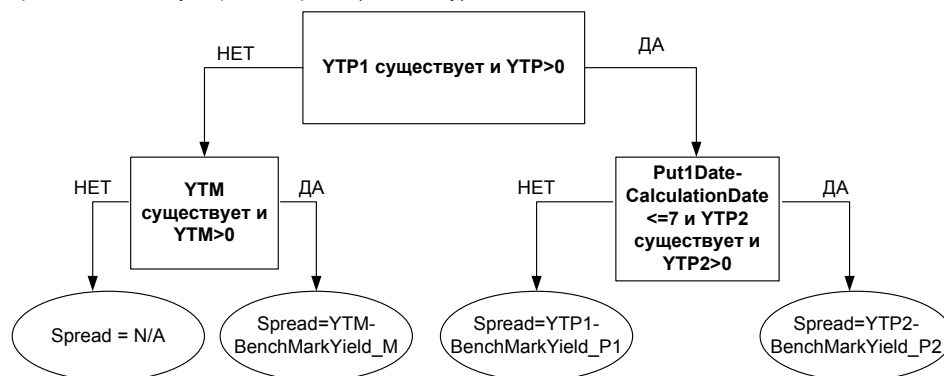 НЕТ
YTP1 существует и YTP>0
ДА
НЕТ
YTM
существует и
YTM>0
ДА
НЕТ
Put1Date-
CalculationDate
<=7 и YTP2
существует и
YTP2>0
ДА
Spread = N/A
Spread=YTM-
BenchMarkYield_M
Spread=YTP1-
BenchMarkYield_P1
Spread=YTP2-
BenchMarkYield_P2